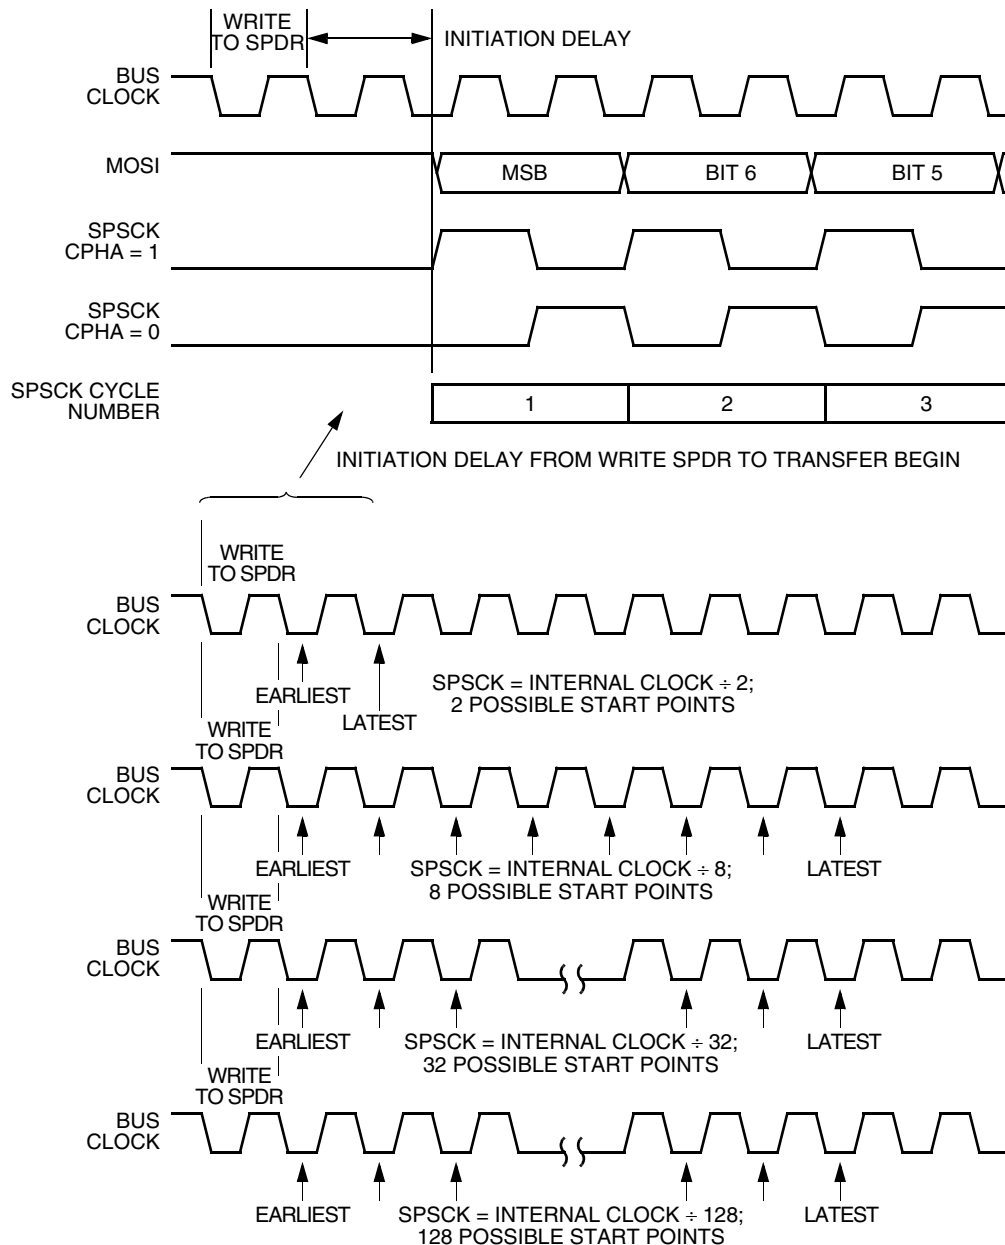 WRITE
TO SPDR
INITIATION DELAY
BUS
CLOCK
MOSI
MSB
BIT 6
BIT 5
SPSCK
CPHA = 1
SPSCK
CPHA = 0
SPSCK CYCLE
NUMBER
1
2
3
INITIATION DELAY FROM WRITE SPDR TO TRANSFER BEGIN
WRITE
TO SPDR
BUS
CLOCK
EARLIEST
LATEST
SPSCK = INTERNAL CLOCK ÷ 2;
2 POSSIBLE START POINTS
WRITE
TO SPDR
BUS
CLOCK
EARLIEST
SPSCK = INTERNAL CLOCK ÷ 8;
8 POSSIBLE START POINTS
LATEST
WRITE
TO SPDR
BUS
CLOCK
EARLIEST
SPSCK = INTERNAL CLOCK ÷ 32;
32 POSSIBLE START POINTS
LATEST
WRITE
TO SPDR
BUS
CLOCK
EARLIEST
SPSCK = INTERNAL CLOCK ÷ 128;
128 POSSIBLE START POINTS
LATEST